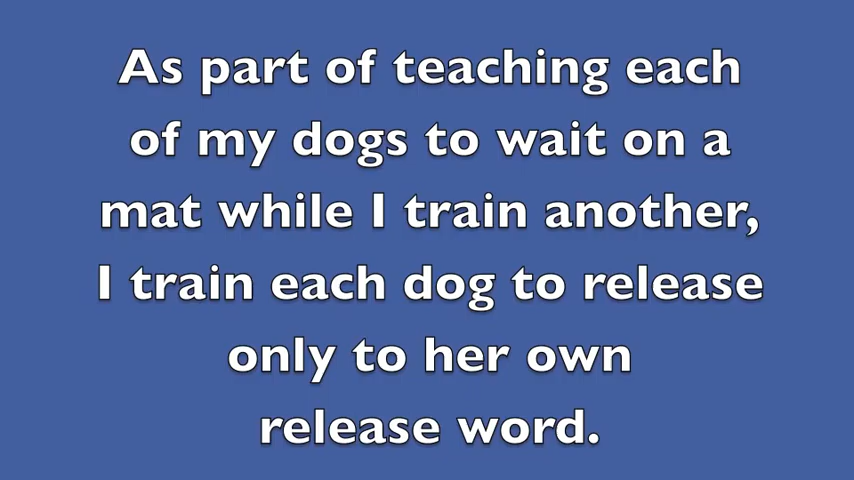 As part of teaching each
of my dogs to wait on a
mat while I train another,
I train each dog to release
only to her own
release word.